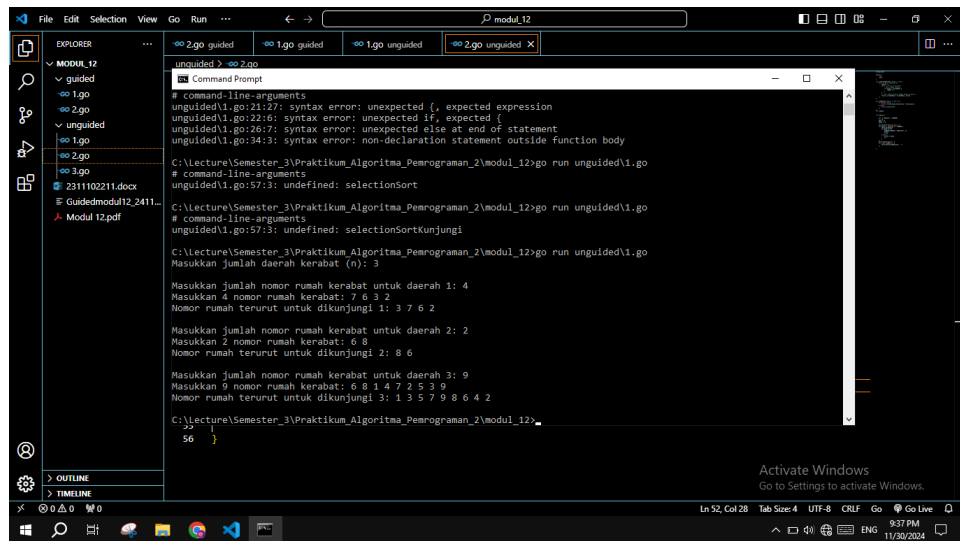 File Edit Selection View Go Run ··· ← → modul_12
EXPLORER ···
MODUL_12
guided
1.go
2.go
unguided
1.go
2.go
3.go
2311102211.docx
Guidedmodul12_2411...
Modul 12.pdf
OUTLINE
TIMELINE
2.go guided 1.go guided 1.go unguided 2.go unguided
unguided > 2.go
Command Prompt
# command-line-arguments
unguided\1.go:21:27: syntax error: unexpected {, expected expression
unguided\1.go:22:6: syntax error: unexpected if, expected {
unguided\1.go:26:7: syntax error: unexpected else at end of statement
unguided\1.go:34:3: syntax error: non-declaration statement outside function body
C:\Lecture\Semester_3\Praktikum_Algoritma_Pemrograman_2\modul_12>go run unguided\1.go
# command-line-arguments
unguided\1.go:57:3: undefined: selectionSort
C:\Lecture\Semester_3\Praktikum_Algoritma_Pemrograman_2\modul_12>go run unguided\1.go
# command-line-arguments
unguided\1.go:57:3: undefined: selectionSortKunjungi
C:\Lecture\Semester_3\Praktikum_Algoritma_Pemrograman_2\modul_12>go run unguided\1.go
Masukkan jumlah daerah kerabat (n): 3
Masukkan jumlah nomor rumah kerabat untuk daerah 1: 4
Masukkan 4 nomor rumah kerabat: 7 6 3 2
Nomor rumah terurut untuk dikunjungi 1: 3 7 6 2
Masukkan jumlah nomor rumah kerabat untuk daerah 2: 2
Masukkan 2 nomor rumah kerabat: 6 8
Nomor rumah terurut untuk dikunjungi 2: 8 6
Masukkan jumlah nomor rumah kerabat untuk daerah 3: 9
Masukkan 9 nomor rumah kerabat: 6 8 1 4 7 2 5 3 9
Nomor rumah terurut untuk dikunjungi 3: 1 3 5 7 9 8 6 4 2
C:\Lecture\Semester_3\Praktikum_Algoritma_Pemrograman_2\modul_12>
56 }
Activate Windows
Go to Settings to activate Windows.
0 0 0 Ln 52, Col 28 Tab Size: 4 UTF-8 CRLF Go Go Live
ENG 9:37 PM
11/30/2024